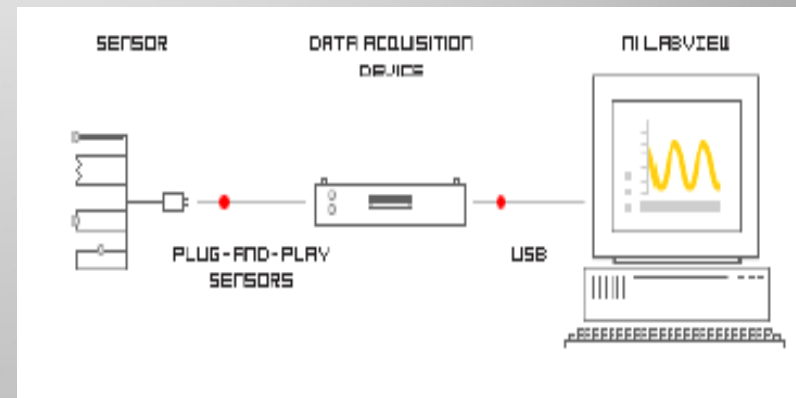 SENSOR
DATA ACQUISITION
DEVICE
NI LABVIEW
PLUG-AND-PLAY
SENSORS
USB